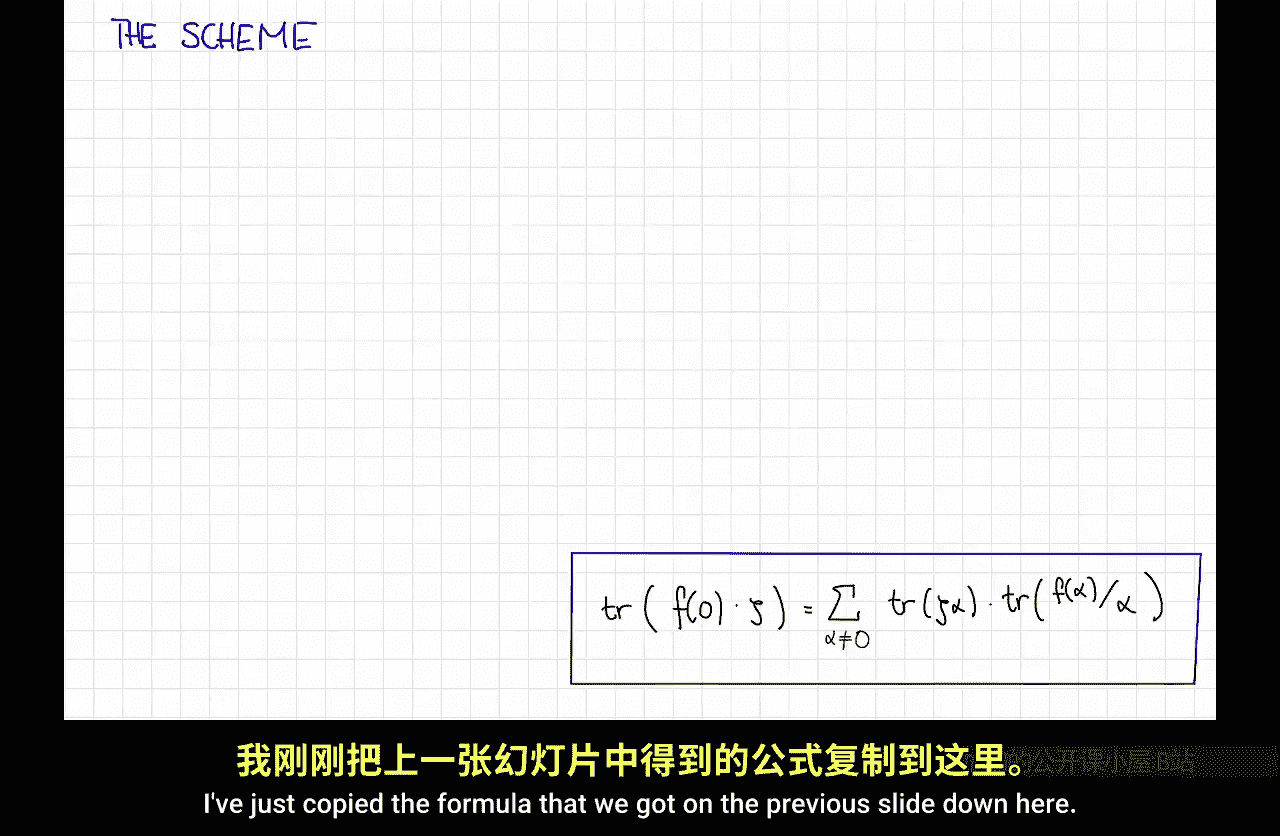 THE SCHEME
tr ( f(0) · ζ ) = Σ tr(ζα) · tr( f(α)/α )
α≠0
我刚刚把上一张幻灯片中得到的公式复制到这里。
I've just copied the formula that we got on the previous slide down here.